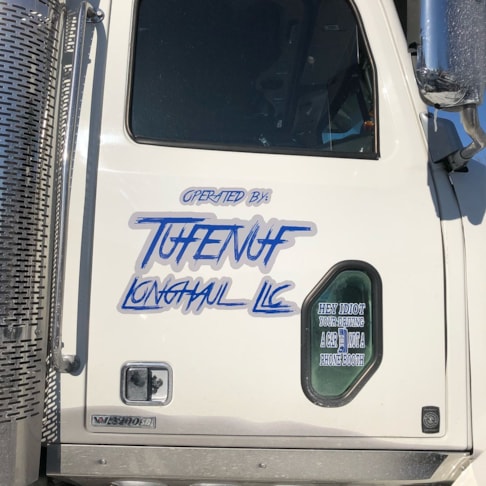 OPERATED BY:
TUFENUF
LONGHAUL LLC
HEY IDIOT
YOUR DRIVING
A CAR NOT A
PHONE BOOTH